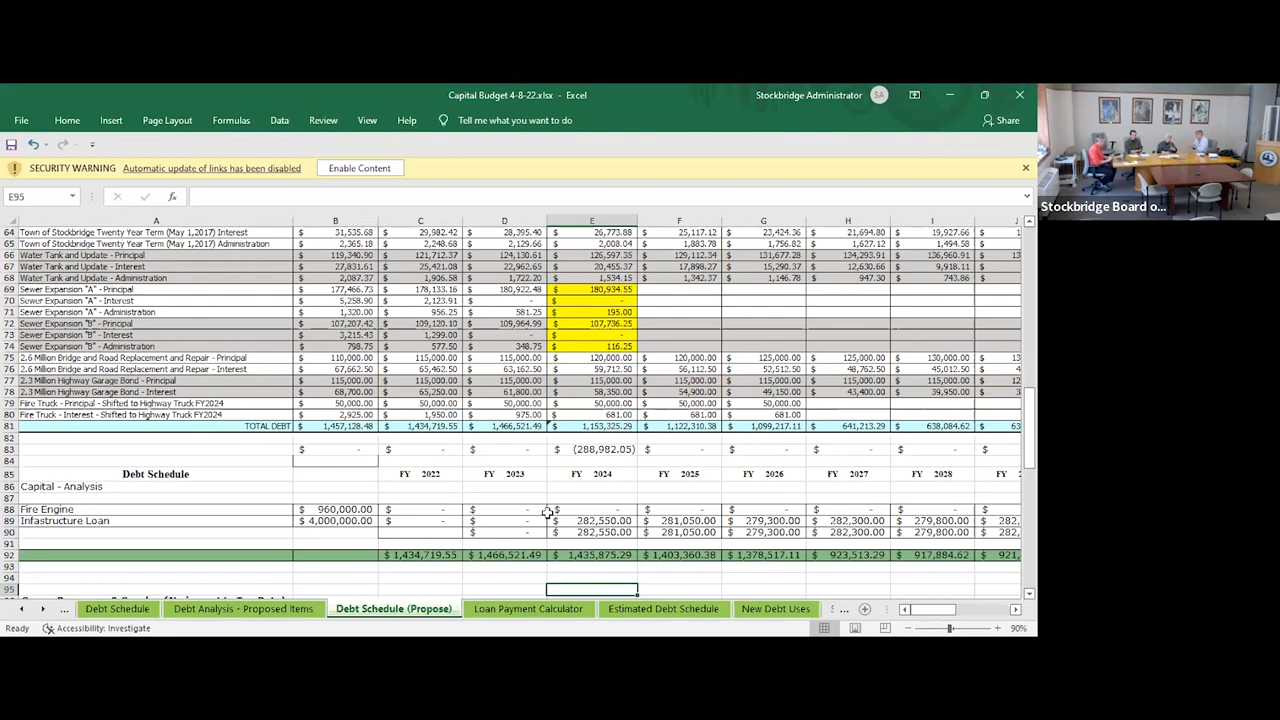 Capital Budget 4-8-22.xlsx - Excel
Stockbridge Administrator SA
File Home Insert Page Layout Formulas Data Review View Help Tell me what you want to do Share
SECURITY WARNING Automatic update of links has been disabled Enable Content
E95 fx
A B C D E F G H I J
64 Town of Stockbridge Twenty Year Term (May 1,2017) Interest $ 31,535.68 $ 29,982.42 $ 28,395.40 $ 26,773.88 $ 25,117.12 $ 23,424.36 $ 21,694.80 $ 19,927.66 $ 1
65 Town of Stockbridge Twenty Year Term (May 1,2017) Administration $ 2,365.18 $ 2,248.68 $ 2,129.66 $ 2,008.04 $ 1,883.78 $ 1,756.82 $ 1,627.12 $ 1,494.58 $
66 Water Tank and Update - Principal $ 119,340.90 $ 121,712.37 $ 124,130.61 $ 126,597.35 $ 129,112.34 $ 131,677.28 $ 134,293.91 $ 136,960.91 $ 13
67 Water Tank and Update - Interest $ 27,831.61 $ 25,421.08 $ 22,962.65 $ 20,455.37 $ 17,898.27 $ 15,290.37 $ 12,630.66 $ 9,918.11 $
68 Water Tank and Update - Administration $ 2,087.37 $ 1,906.58 $ 1,722.20 $ 1,534.15 $ 1,342.37 $ 1,146.78 $ 947.30 $ 743.86 $
69 Sewer Expansion "A" - Principal $ 177,466.73 $ 178,133.16 $ 180,922.48 $ 180,934.55
70 Sewer Expansion "A" - Interest $ 5,258.90 $ 2,123.91 $ - $ -
71 Sewer Expansion "A" - Administration $ 1,320.00 $ 956.25 $ 581.25 $ 195.00
72 Sewer Expansion "B" - Principal $ 107,207.42 $ 109,120.10 $ 109,964.99 $ 107,736.25
73 Sewer Expansion "B" - Interest $ 3,215.43 $ 1,299.00 $ - $ -
74 Sewer Expansion "B" - Administration $ 798.75 $ 577.50 $ 348.75 $ 116.25
75 2.6 Million Bridge and Road Replacement and Repair - Principal $ 110,000.00 $ 115,000.00 $ 115,000.00 $ 120,000.00 $ 120,000.00 $ 125,000.00 $ 125,000.00 $ 130,000.00 $ 13
76 2.6 Million Bridge and Road Replacement and Repair - Interest $ 67,662.50 $ 65,462.50 $ 63,162.50 $ 59,712.50 $ 56,112.50 $ 52,512.50 $ 48,762.50 $ 45,012.50 $
77 2.3 Million Highway Garage Bond - Principal $ 115,000.00 $ 115,000.00 $ 115,000.00 $ 115,000.00 $ 115,000.00 $ 115,000.00 $ 115,000.00 $ 115,000.00 $ 12
78 2.3 Million Highway Garage Bond - Interest $ 68,700.00 $ 65,250.00 $ 61,800.00 $ 58,350.00 $ 54,900.00 $ 49,150.00 $ 43,400.00 $ 39,950.00 $
79 Fire Truck - Principal - Shifted to Highway Truck FY2024 $ 50,000.00 $ 50,000.00 $ 50,000.00 $ 50,000.00 $ 50,000.00 $ 50,000.00
80 Fire Truck - Interest - Shifted to Highway Truck FY2024 $ 2,925.00 $ 1,950.00 $ 975.00 $ 681.00 $ 681.00 $ 681.00
81 TOTAL DEBT $ 1,457,128.48 $ 1,434,719.55 $ 1,466,521.49 $ 1,153,325.29 $ 1,122,310.38 $ 1,099,217.11 $ 641,213.29 $ 638,084.62 $ 63
82
83 $ - $ - $ - $ (288,982.05) $ - $ - $ - $ - $
84
85 Debt Schedule FY 2022 FY 2023 FY 2024 FY 2025 FY 2026 FY 2027 FY 2028 F
86 Capital - Analysis
87
88 Fire Engine $ 960,000.00 $ - $ - $ - $ - $ - $ - $ - $
89 Infastructure Loan $ 4,000,000.00 $ - $ - $ 282,550.00 $ 281,050.00 $ 279,300.00 $ 282,300.00 $ 279,800.00 $ 282,
90 $ - $ 282,550.00 $ 281,050.00 $ 279,300.00 $ 282,300.00 $ 279,800.00 $ 282,
91
92 $ 1,434,719.55 $ 1,466,521.49 $ 1,435,875.29 $ 1,403,360.38 $ 1,378,517.11 $ 923,513.29 $ 917,884.62 $ 921,
93
94
95
... Debt Schedule Debt Analysis - Proposed Items Debt Schedule (Propose) Loan Payment Calculator Estimated Debt Schedule New Debt Uses S ...
Ready Accessibility: Investigate 90%
Stockbridge Board o...